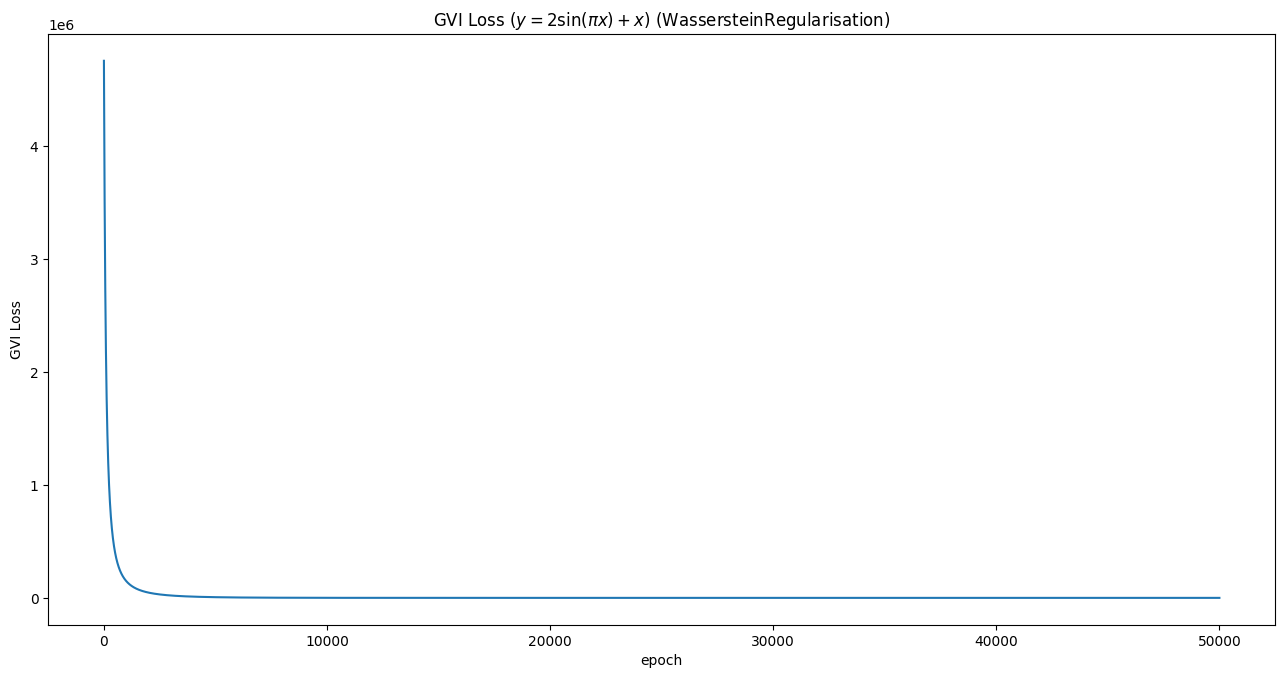 GVI Loss (y = 2sin(πx) + x) (WassersteinRegularisation)
1e6
4
3
2
1
0
GVI Loss
0 10000 20000 30000 40000 50000
epoch